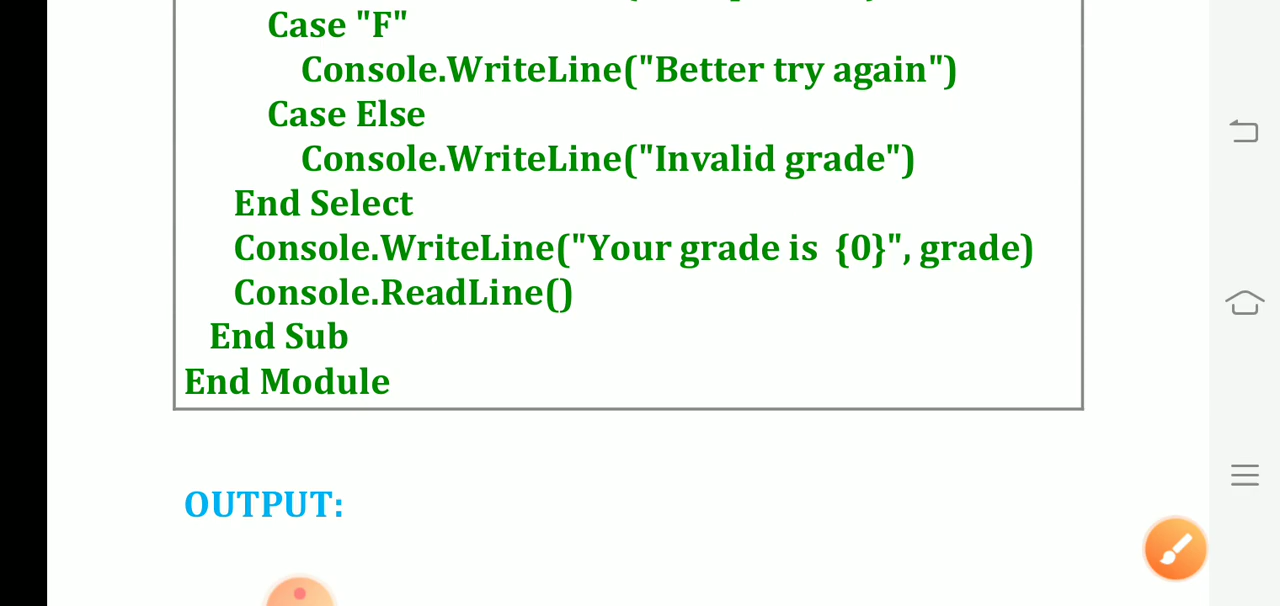 Case "F"
Console.WriteLine("Better try again")
Case Else
Console.WriteLine("Invalid grade")
End Select
Console.WriteLine("Your grade is  {0}", grade)
Console.ReadLine()
End Sub
End Module
OUTPUT: